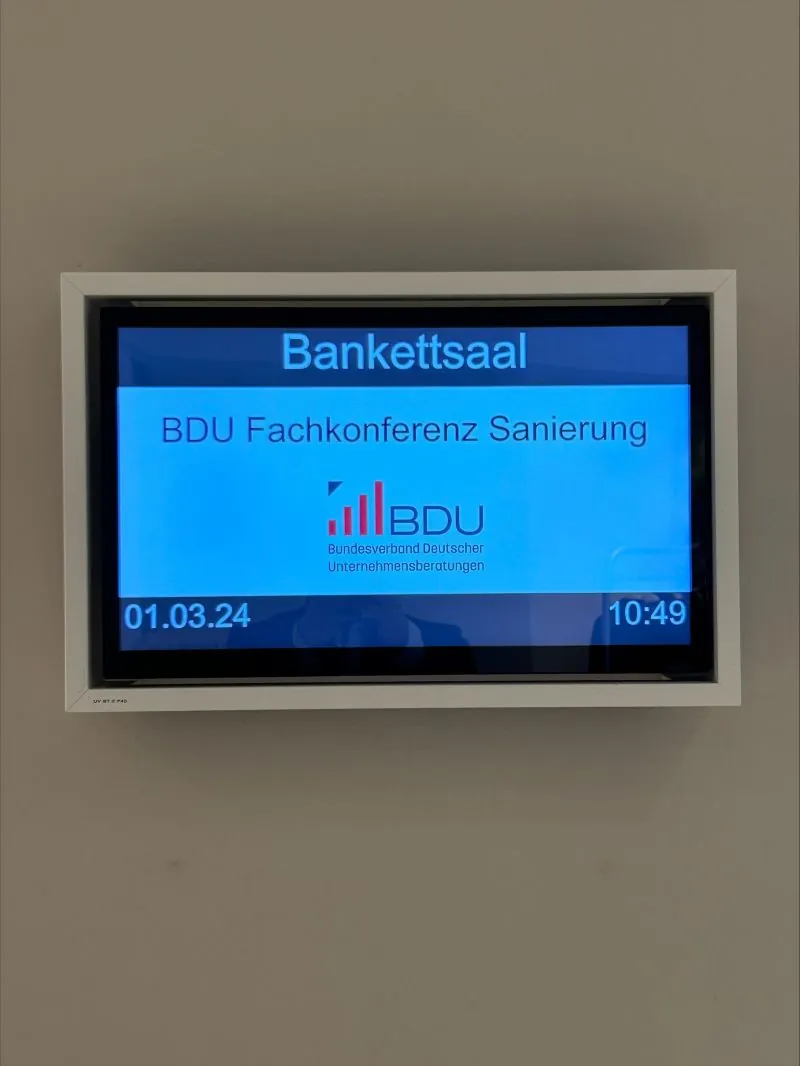 Bankettsaal
BDU Fachkonferenz Sanierung
BDU
Bundesverband Deutscher
Unternehmensberatungen
01.03.24 10:49